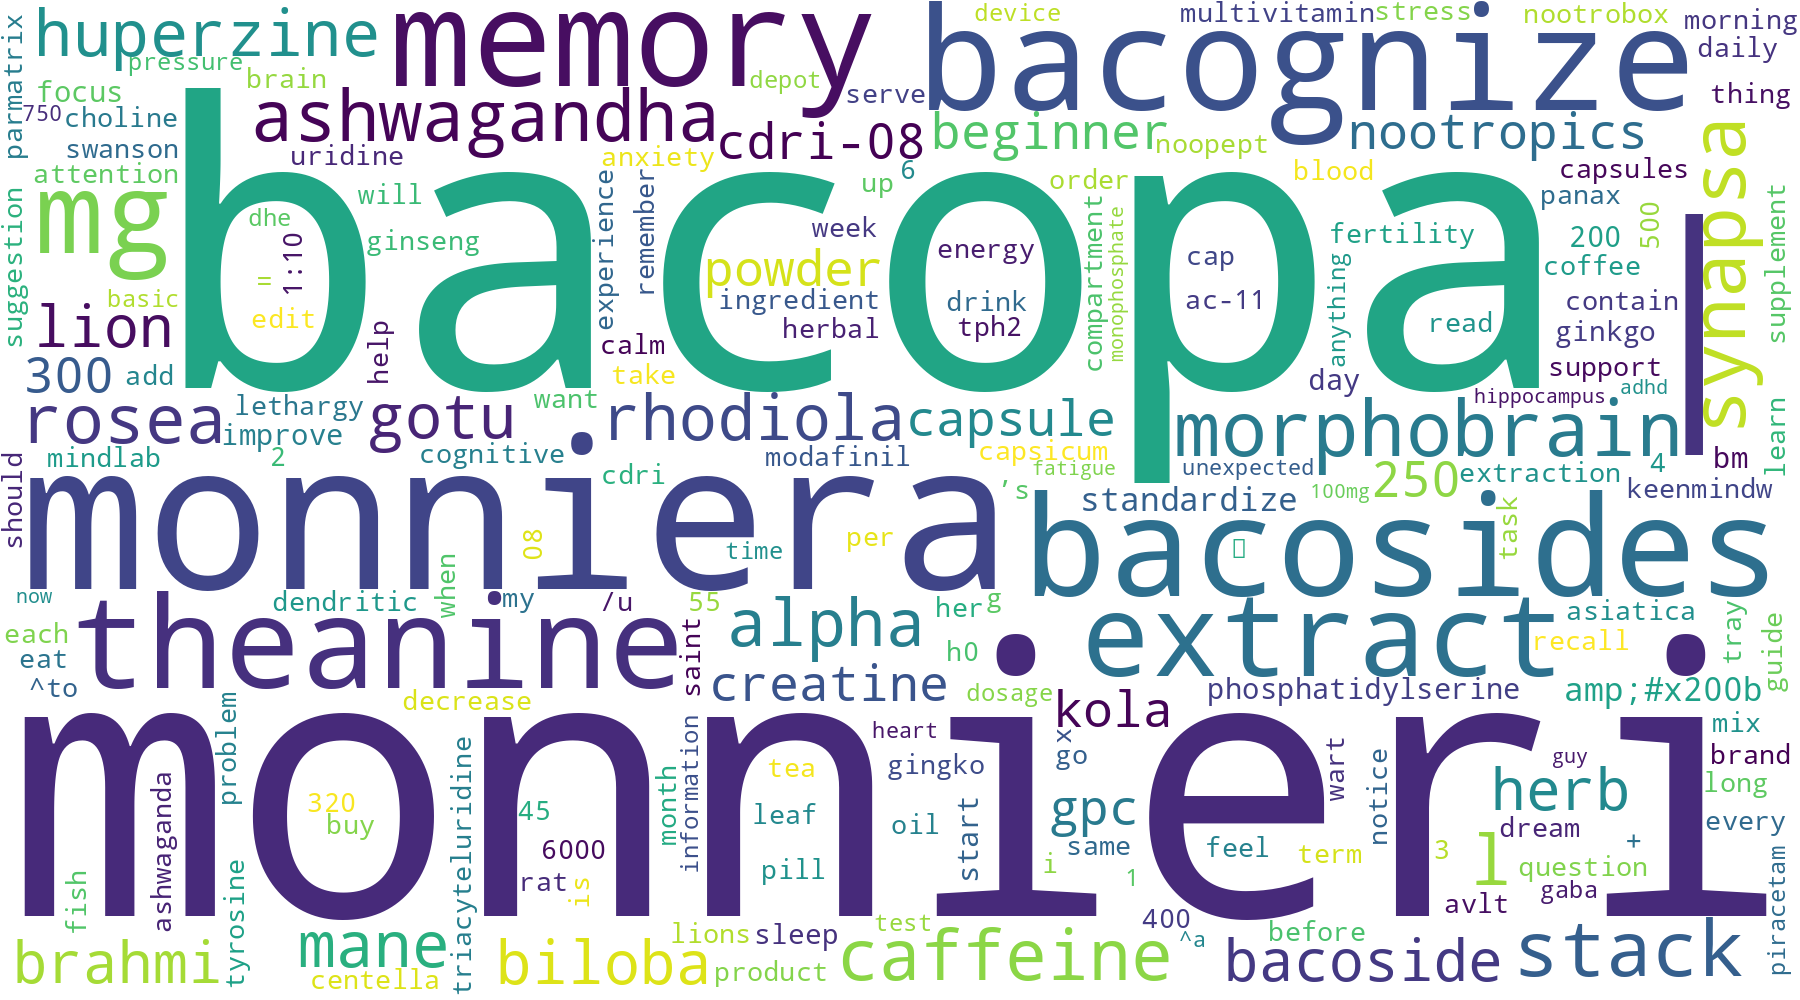 huperzine
memory
bacognize
device
multivitamin
stress
nootrobox
morning
daily
parmatrix
pressure
brain
depot
focus
750
choline
ashwagandha
serve
thing
swanson
uridine
cdri-08
beginner
nootropics
noopept
synapsa
attention
mg
bacopa
will
anxiety
experience
remember
up
6
order
blood
capsules
panax
suggestion
dhe
1:10
ginseng
week
energy
compartment
monophosphate
cap
fertility
200
500
supplement
=
powder
coffee
basic
edit
ingredient
drink
ac-11
anything
contain
lion
help
herbal
tph2
read
ginkgo
calm
300
add
take
day
support
hippocampus
adhd
l
rosea
lethargy
gotu
want
rhodiola
capsule
morphobrain
improve
mindlab
2
cognitive
modafinil
capsicum
fatigue
unexpected
bm
learn
should
cdri
's
250
extraction
4
100mg
keenmindw
standardize
monniera
08
time
per
bacosides
task
now
dendritic
when
my
/u
55
her
g
asiatica
each
theanine
alpha
extract
recall
tray
guide
eat
^to
saint
h0
creatine
dosage
kola
phosphatidylserine
amp;#x200b
decrease
problem
monnieri
information
heart
x
go
mix
ashwaganda
triacyteluridine
month
tea
gingko
wart
notice
guy
brand
320
buy
45
leaf
oil
start
gpc
herb
long
dream
every
6000
same
feel
term
3
+
l
question
rat
is
pill
i
1
gaba
avlt
piracetam
fish
tyrosine
brahmi
mane
centella
biloba
lions
sleep
product
test
caffeine
400
^a
before
bacoside
stack